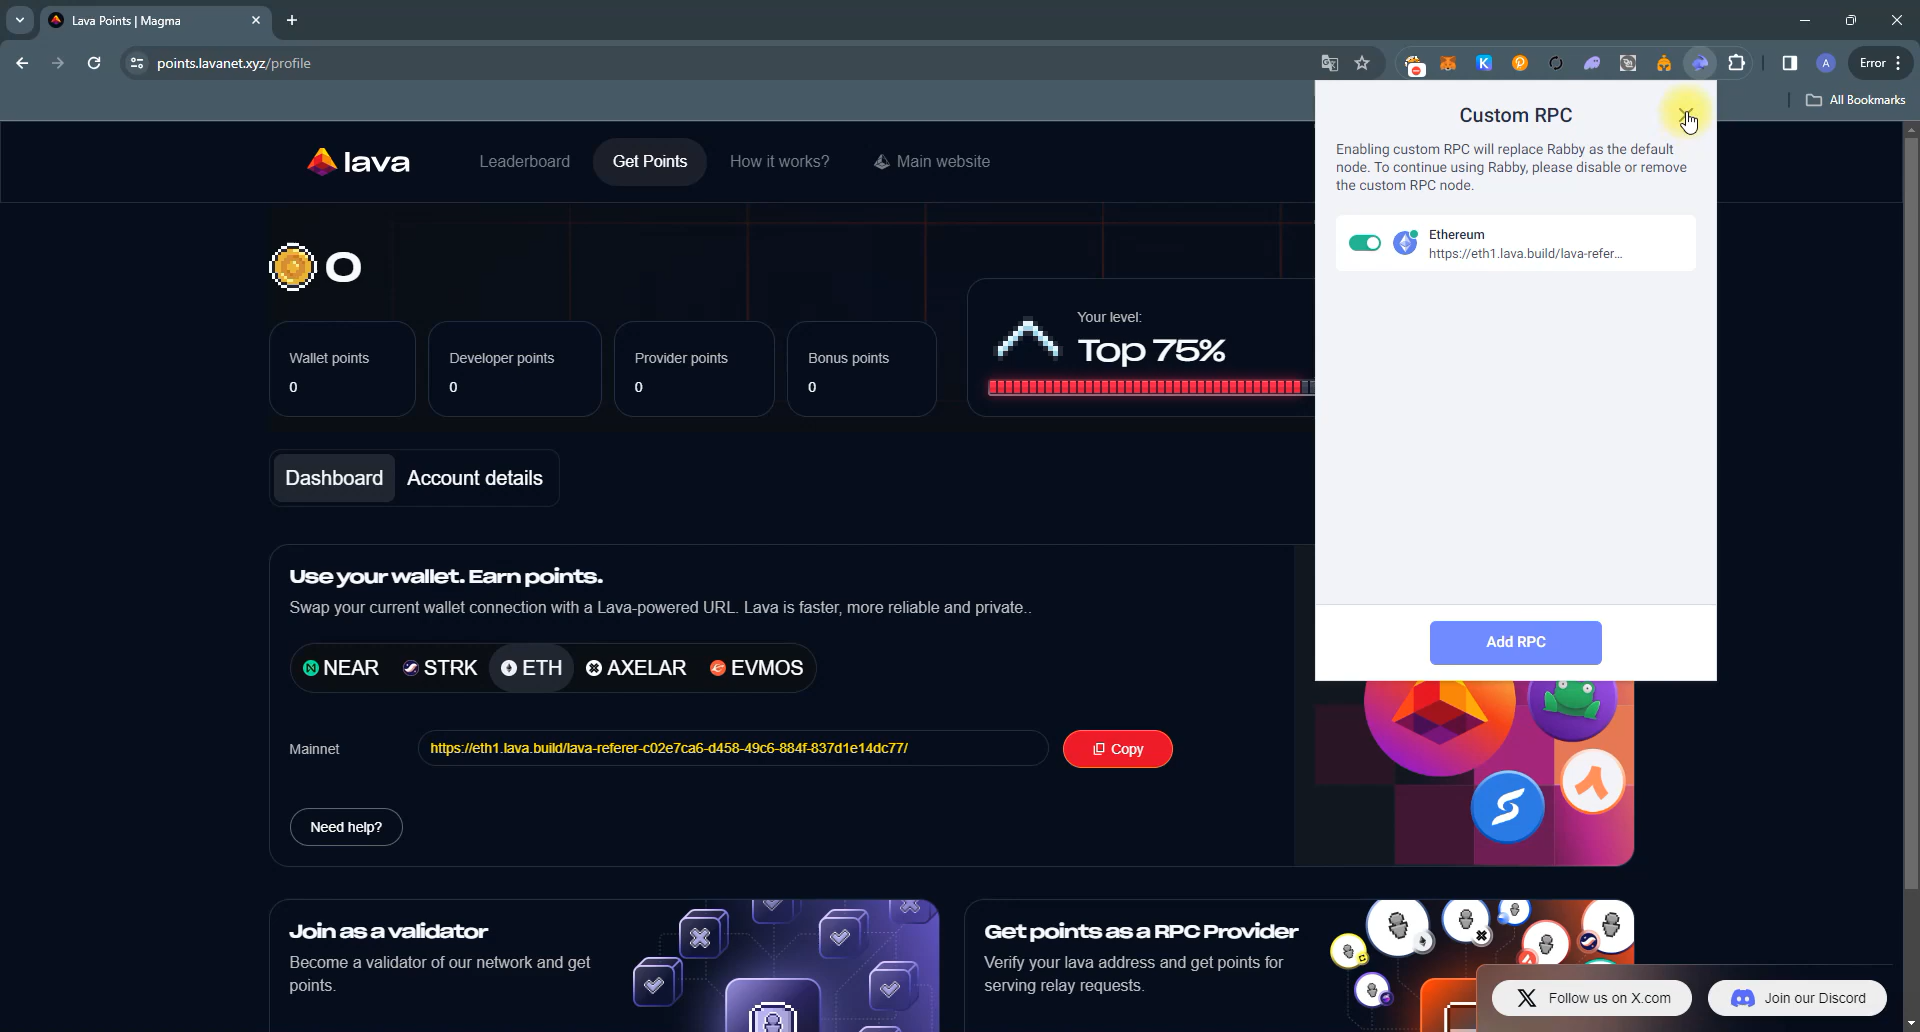 Lava Points | Magma
points.lavanet.xyz/profile
Error
All Bookmarks
lava
Leaderboard
Get Points
How it works?
Main website
Custom RPC
Enabling custom RPC will replace Rabby as the default
node. To continue using Rabby, please disable or remove
the custom RPC node.
Ethereum
https://eth1.lava.build/lava-refer...
Add RPC
0
Wallet points
0
Developer points
0
Provider points
0
Bonus points
0
Your level:
Top 75%
Dashboard
Account details
Use your wallet. Earn points.
Swap your current wallet connection with a Lava-powered URL. Lava is faster, more reliable and private..
NEAR
STRK
ETH
AXELAR
EVMOS
Mainnet
https://eth1.lava.build/lava-referer-c02e7ca6-d458-49c6-884f-837d1e14dc77/
Copy
Need help?
Join as a validator
Become a validator of our network and get
points.
Get points as a RPC Provider
Verify your lava address and get points for
serving relay requests.
Follow us on X.com
Join our Discord